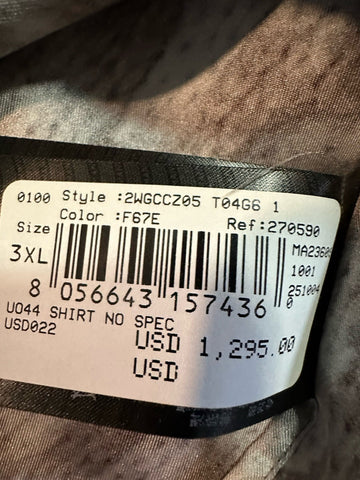 0100 Style :2WGCCZ05 T04G6 1
Color :F67E Ref:270590
Size
3XL
1001
251004
0
8 056643 157436
U044 SHIRT NO SPEC
USD022
USD 1,295.00
USD